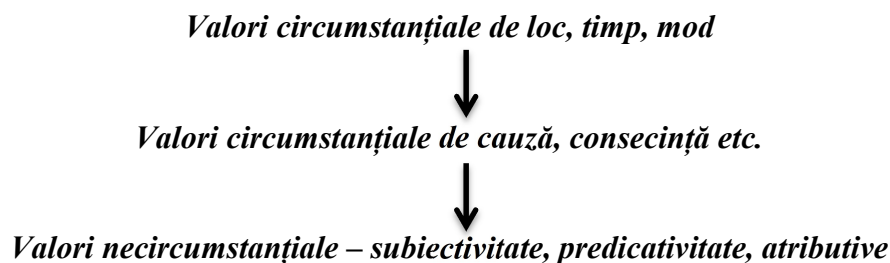 Valori circumstanțiale de loc, timp, mod
Valori circumstanțiale de cauză, consecință etc.
Valori necircumstanțiale – subiectivitate, predicativitate, atributive